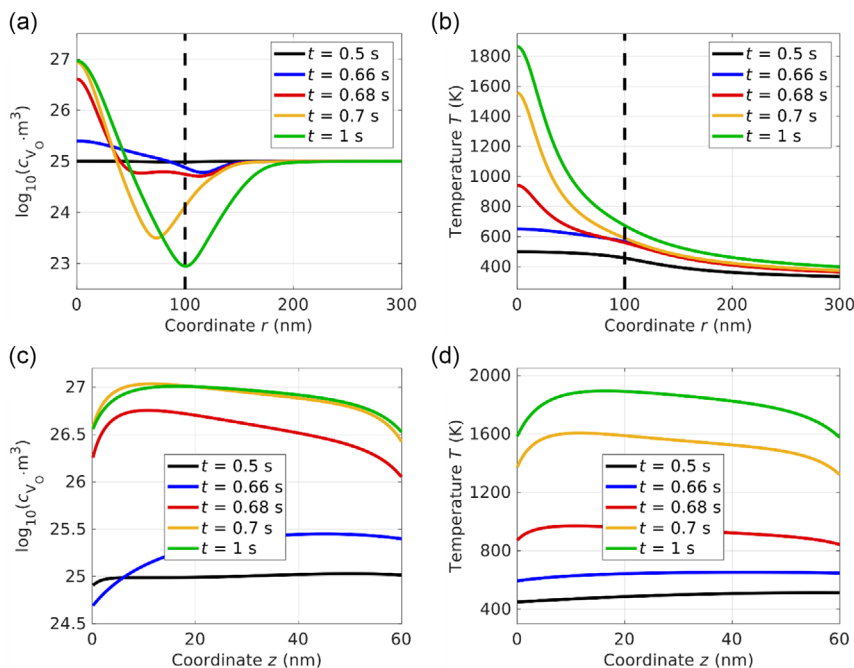 (a)
27
26
25
24
23
0
100
200
300
log₁₀(c_{V_O} ·m³)
Coordinate r (nm)
t = 0.5 s
t = 0.66 s
t = 0.68 s
t = 0.7 s
t = 1 s
(b)
1800
1600
1400
1200
1000
800
600
400
0
100
200
300
Temperature T (K)
Coordinate r (nm)
t = 0.5 s
t = 0.66 s
t = 0.68 s
t = 0.7 s
t = 1 s
(c)
27
26.5
26
25.5
25
24.5
0
20
40
60
log₁₀(c_{V_O} ·m³)
Coordinate z (nm)
t = 0.5 s
t = 0.66 s
t = 0.68 s
t = 0.7 s
t = 1 s
(d)
2000
1600
1200
800
400
0
20
40
60
Temperature T (K)
Coordinate z (nm)
t = 0.5 s
t = 0.66 s
t = 0.68 s
t = 0.7 s
t = 1 s